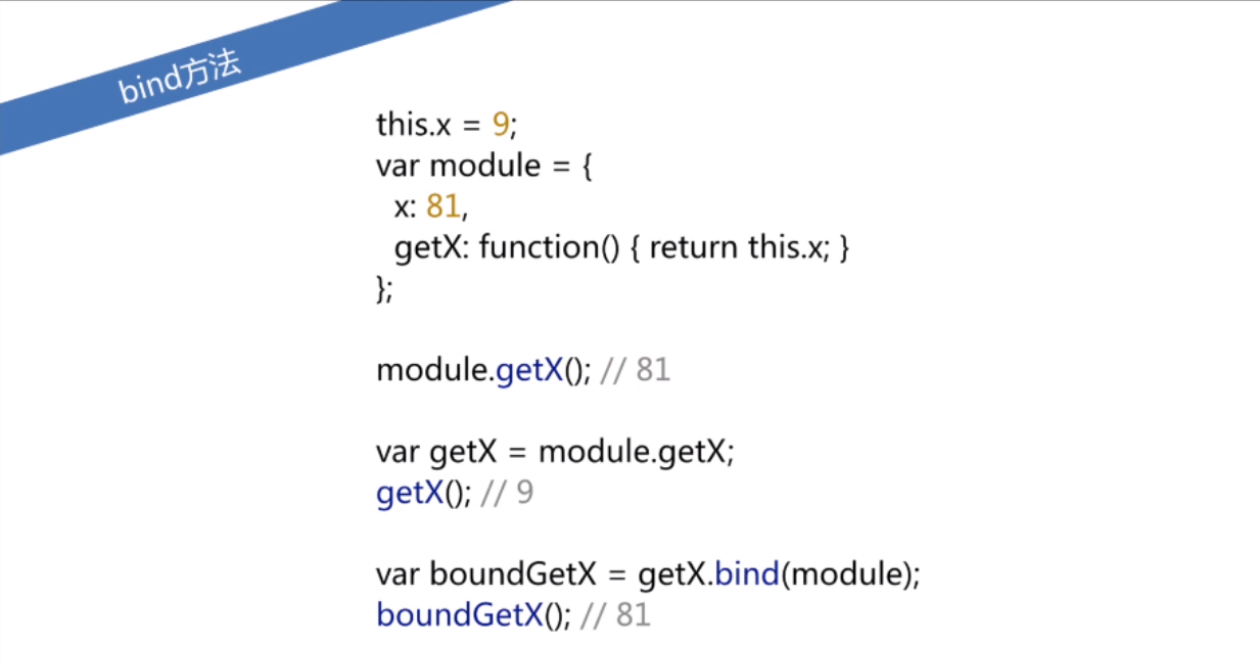 bind方法
this.x = 9;
var module = {
  x: 81,
  getX: function() { return this.x; }
};
module.getX(); // 81
var getX = module.getX;
getX(); // 9
var boundGetX = getX.bind(module);
boundGetX(); // 81